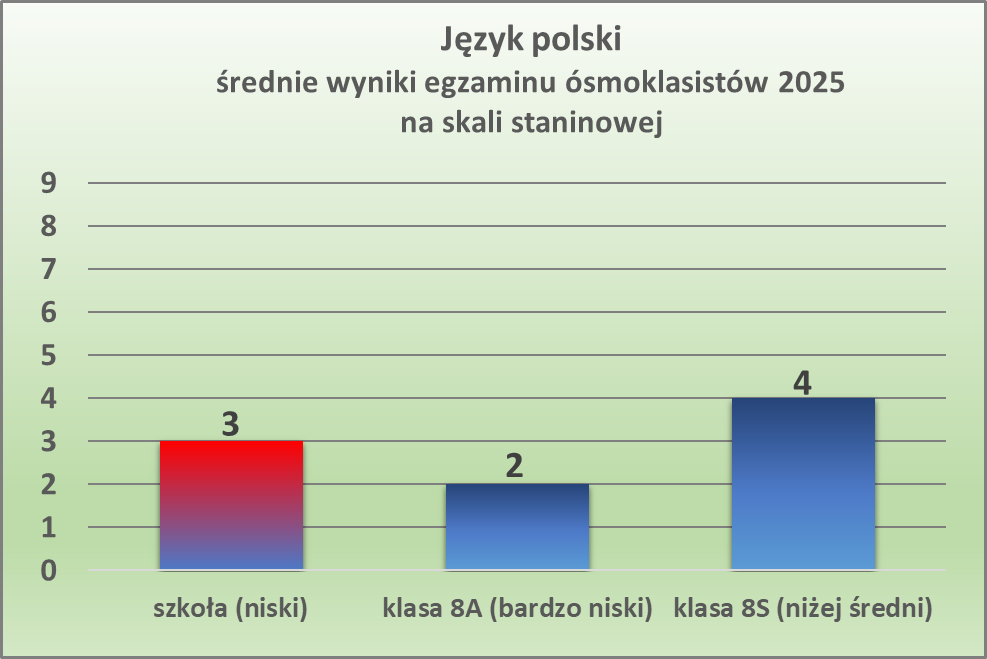 Język polski
średnie wyniki egzaminu ósmoklasistów 2025
na skali staninowej
9
8
7
6
5
4
3
2
1
0
3
2
4
szkoła (niski)
klasa 8A (bardzo niski)
klasa 8S (niżej średni)